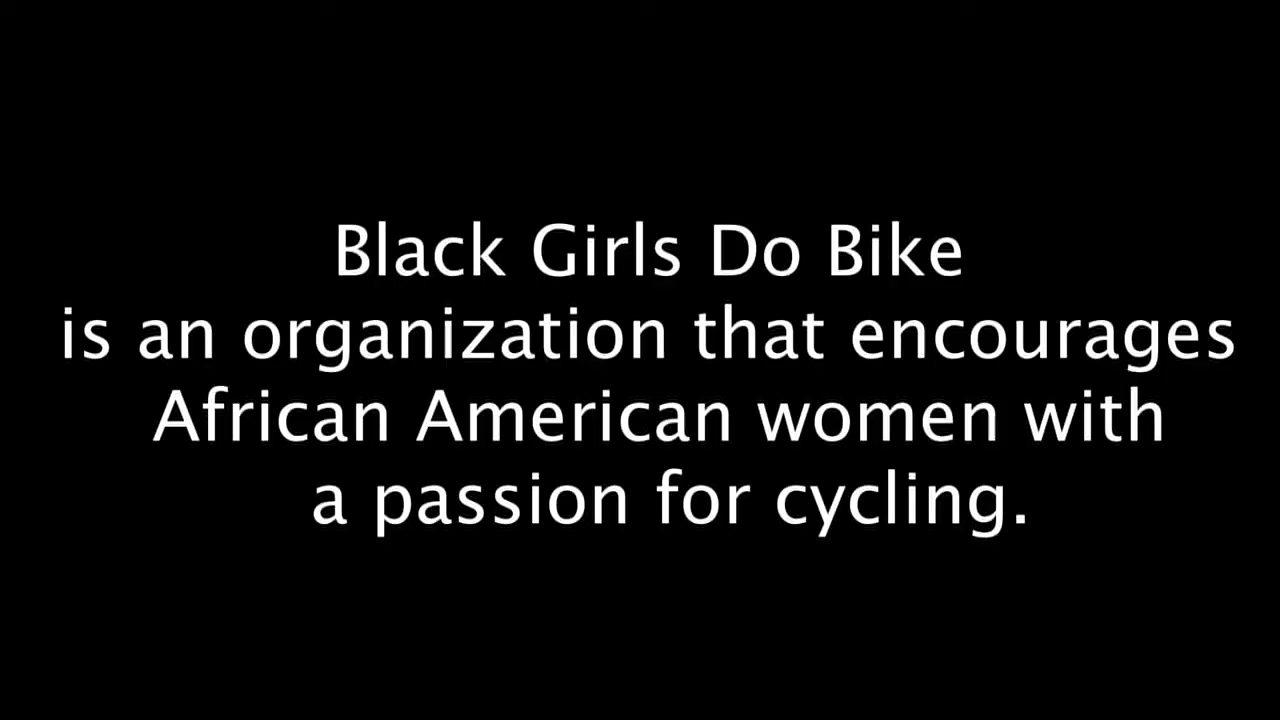 Black Girls Do Bike
is an organization that encourages
African American women with
a passion for cycling.